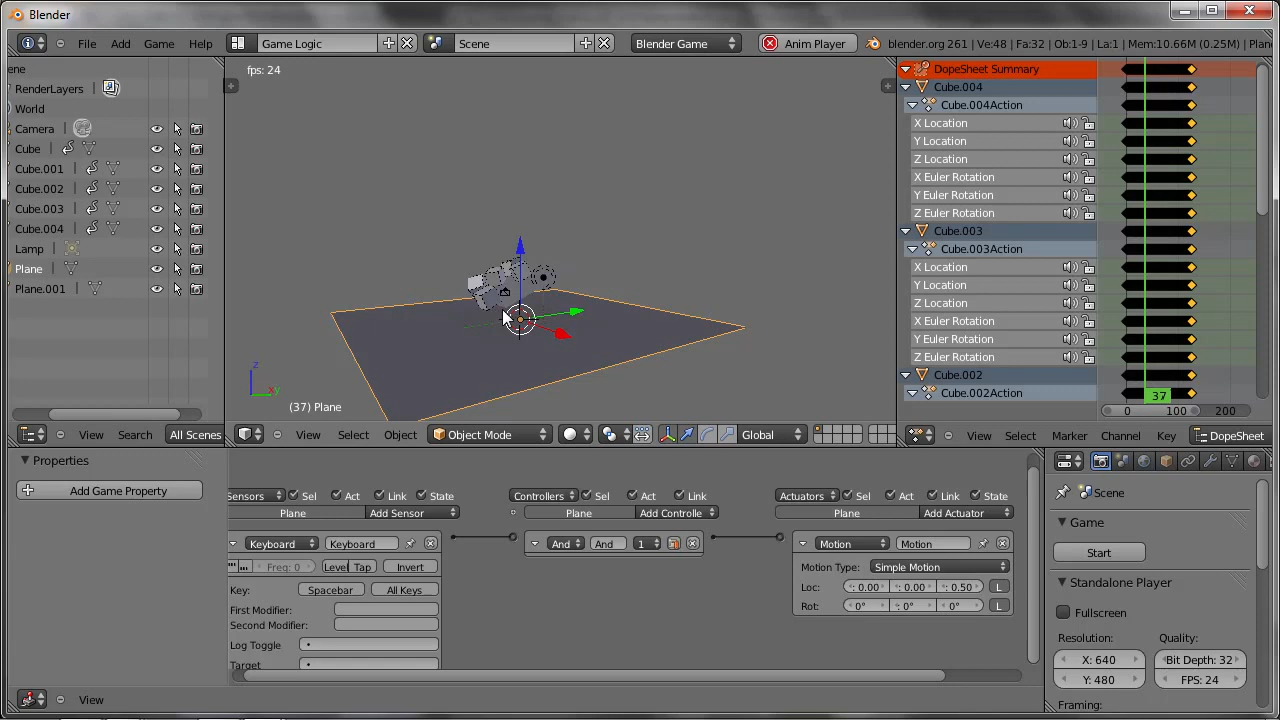 Blender
File Add Game Help Game Logic Scene Blender Game Anim Player blender.org 261 | Ve:48 | Fa:32 | Ob:1-9 | La:1 | Mem:10.66M (0.25M) | Plane
ene
RenderLayers
World
Camera
Cube
Cube.001
Cube.002
Cube.003
Cube.004
Lamp
Plane
Plane.001
View Search All Scenes
fps: 24
z
x y
(37) Plane
View Select Object Object Mode Global
DopeSheet Summary
Cube.004
Cube.004Action
X Location
Y Location
Z Location
X Euler Rotation
Y Euler Rotation
Z Euler Rotation
Cube.003
Cube.003Action
X Location
Y Location
Z Location
X Euler Rotation
Y Euler Rotation
Z Euler Rotation
Cube.002
Cube.002Action
37
0 100 200
View Select Marker Channel Key DopeSheet
Properties
Add Game Property
View
Sensors Sel Act Link State
Plane Add Sensor
Keyboard Keyboard
Freq: 0 Level Tap Invert
Key: Spacebar All Keys
First Modifier:
Second Modifier:
Log Toggle
Target
Controllers Sel Act Link
Plane Add Controlle
And And 1
Actuators Sel Act Link State
Plane Add Actuator
Motion Motion
Motion Type: Simple Motion
Loc: : 0.00 : 0.00 : 0.50 L
Rot: 0° : 0° 0° L
Scene
Game
Start
Standalone Player
Fullscreen
Resolution: Quality:
X: 640 Bit Depth: 32
Y: 480 FPS: 24
Framing: